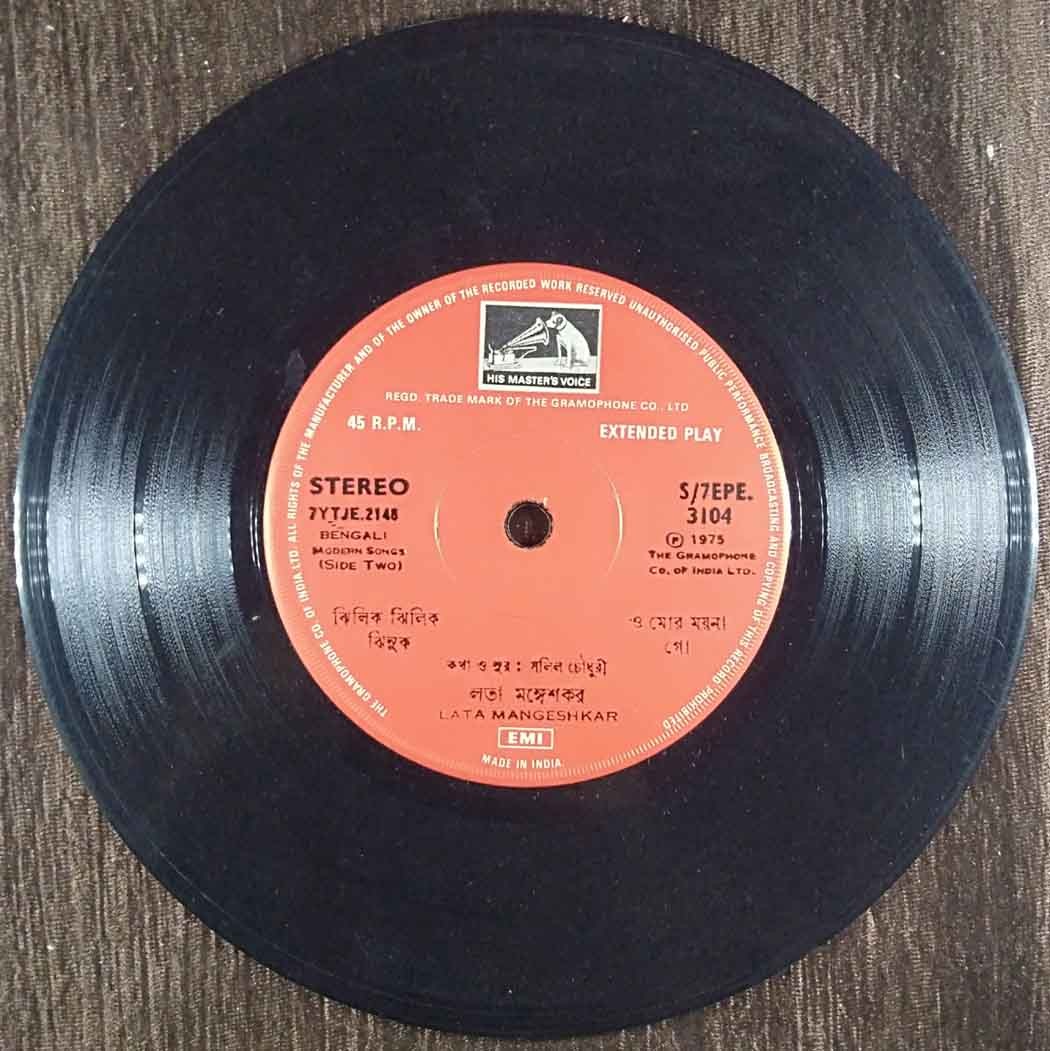 THE GRAMOPHONE CO. OF INDIA LTD. ALL RIGHTS OF THE MANUFACTURER AND OF THE OWNER OF THE RECORDED WORK RESERVED UNAUTHORISED PUBLIC PERFORMANCE BROADCASTING AND COPYING OF THIS RECORD PROHIBITED
HIS MASTER'S VOICE
REGD. TRADE MARK OF THE GRAMOPHONE CO., LTD
45 R.P.M.
EXTENDED PLAY
STEREO
7YTJE.2148
BENGALI
MODERN SONGS
(SIDE TWO)
S/7EPE.
3104
℗ 1975
THE GRAMOPHONE
CO. OF INDIA LTD.
ঝিলিক ঝিলিক
ঝিনুক
ও মোর ময়না
গো
কথা ও সুর : সলিল চৌধুরী
লতা মঙ্গেশকর
LATA MANGESHKAR
EMI
MADE IN INDIA.